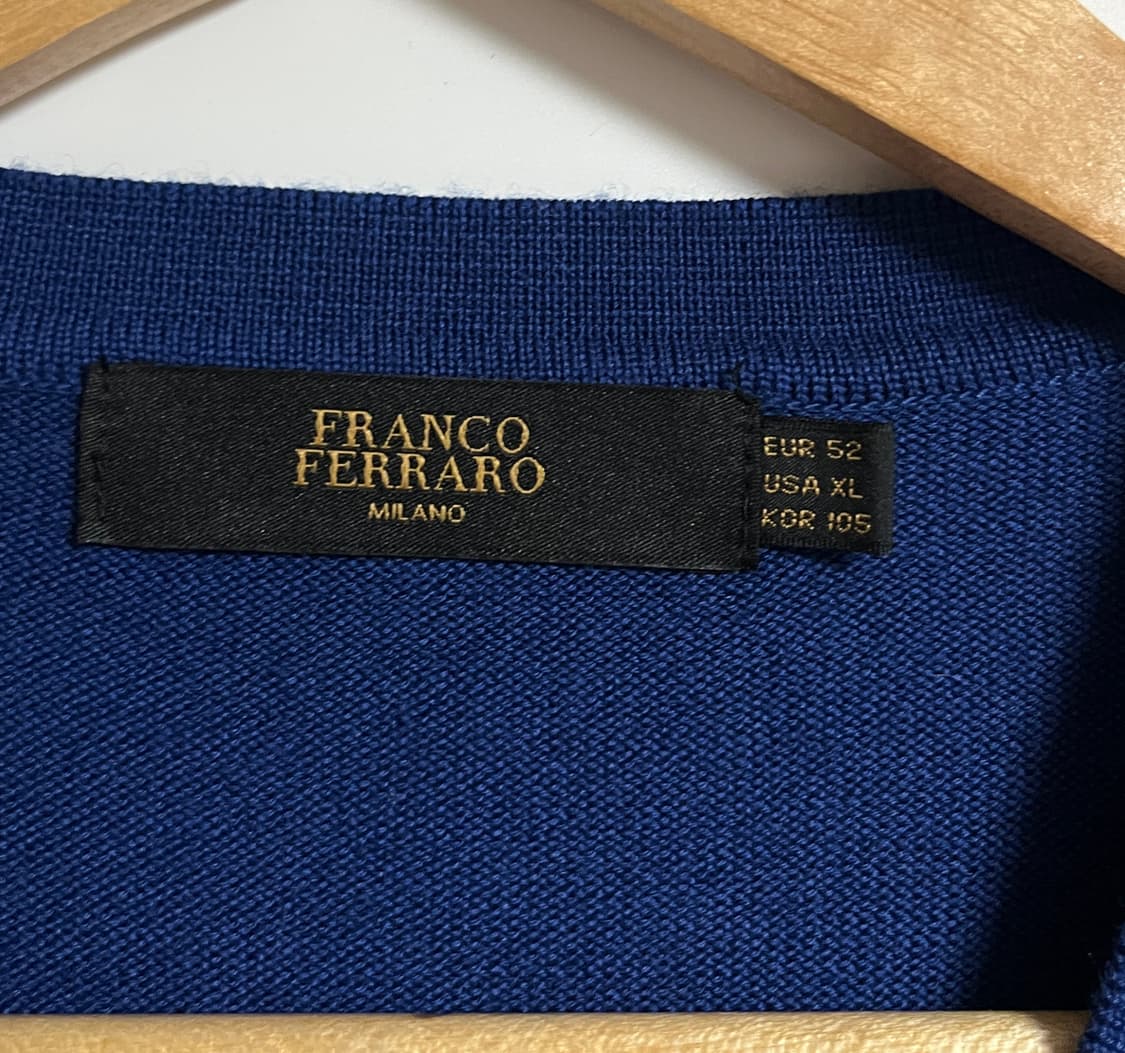 FRANCO
FERRARO
MILANO
EUR 52
USA XL
KOR 105